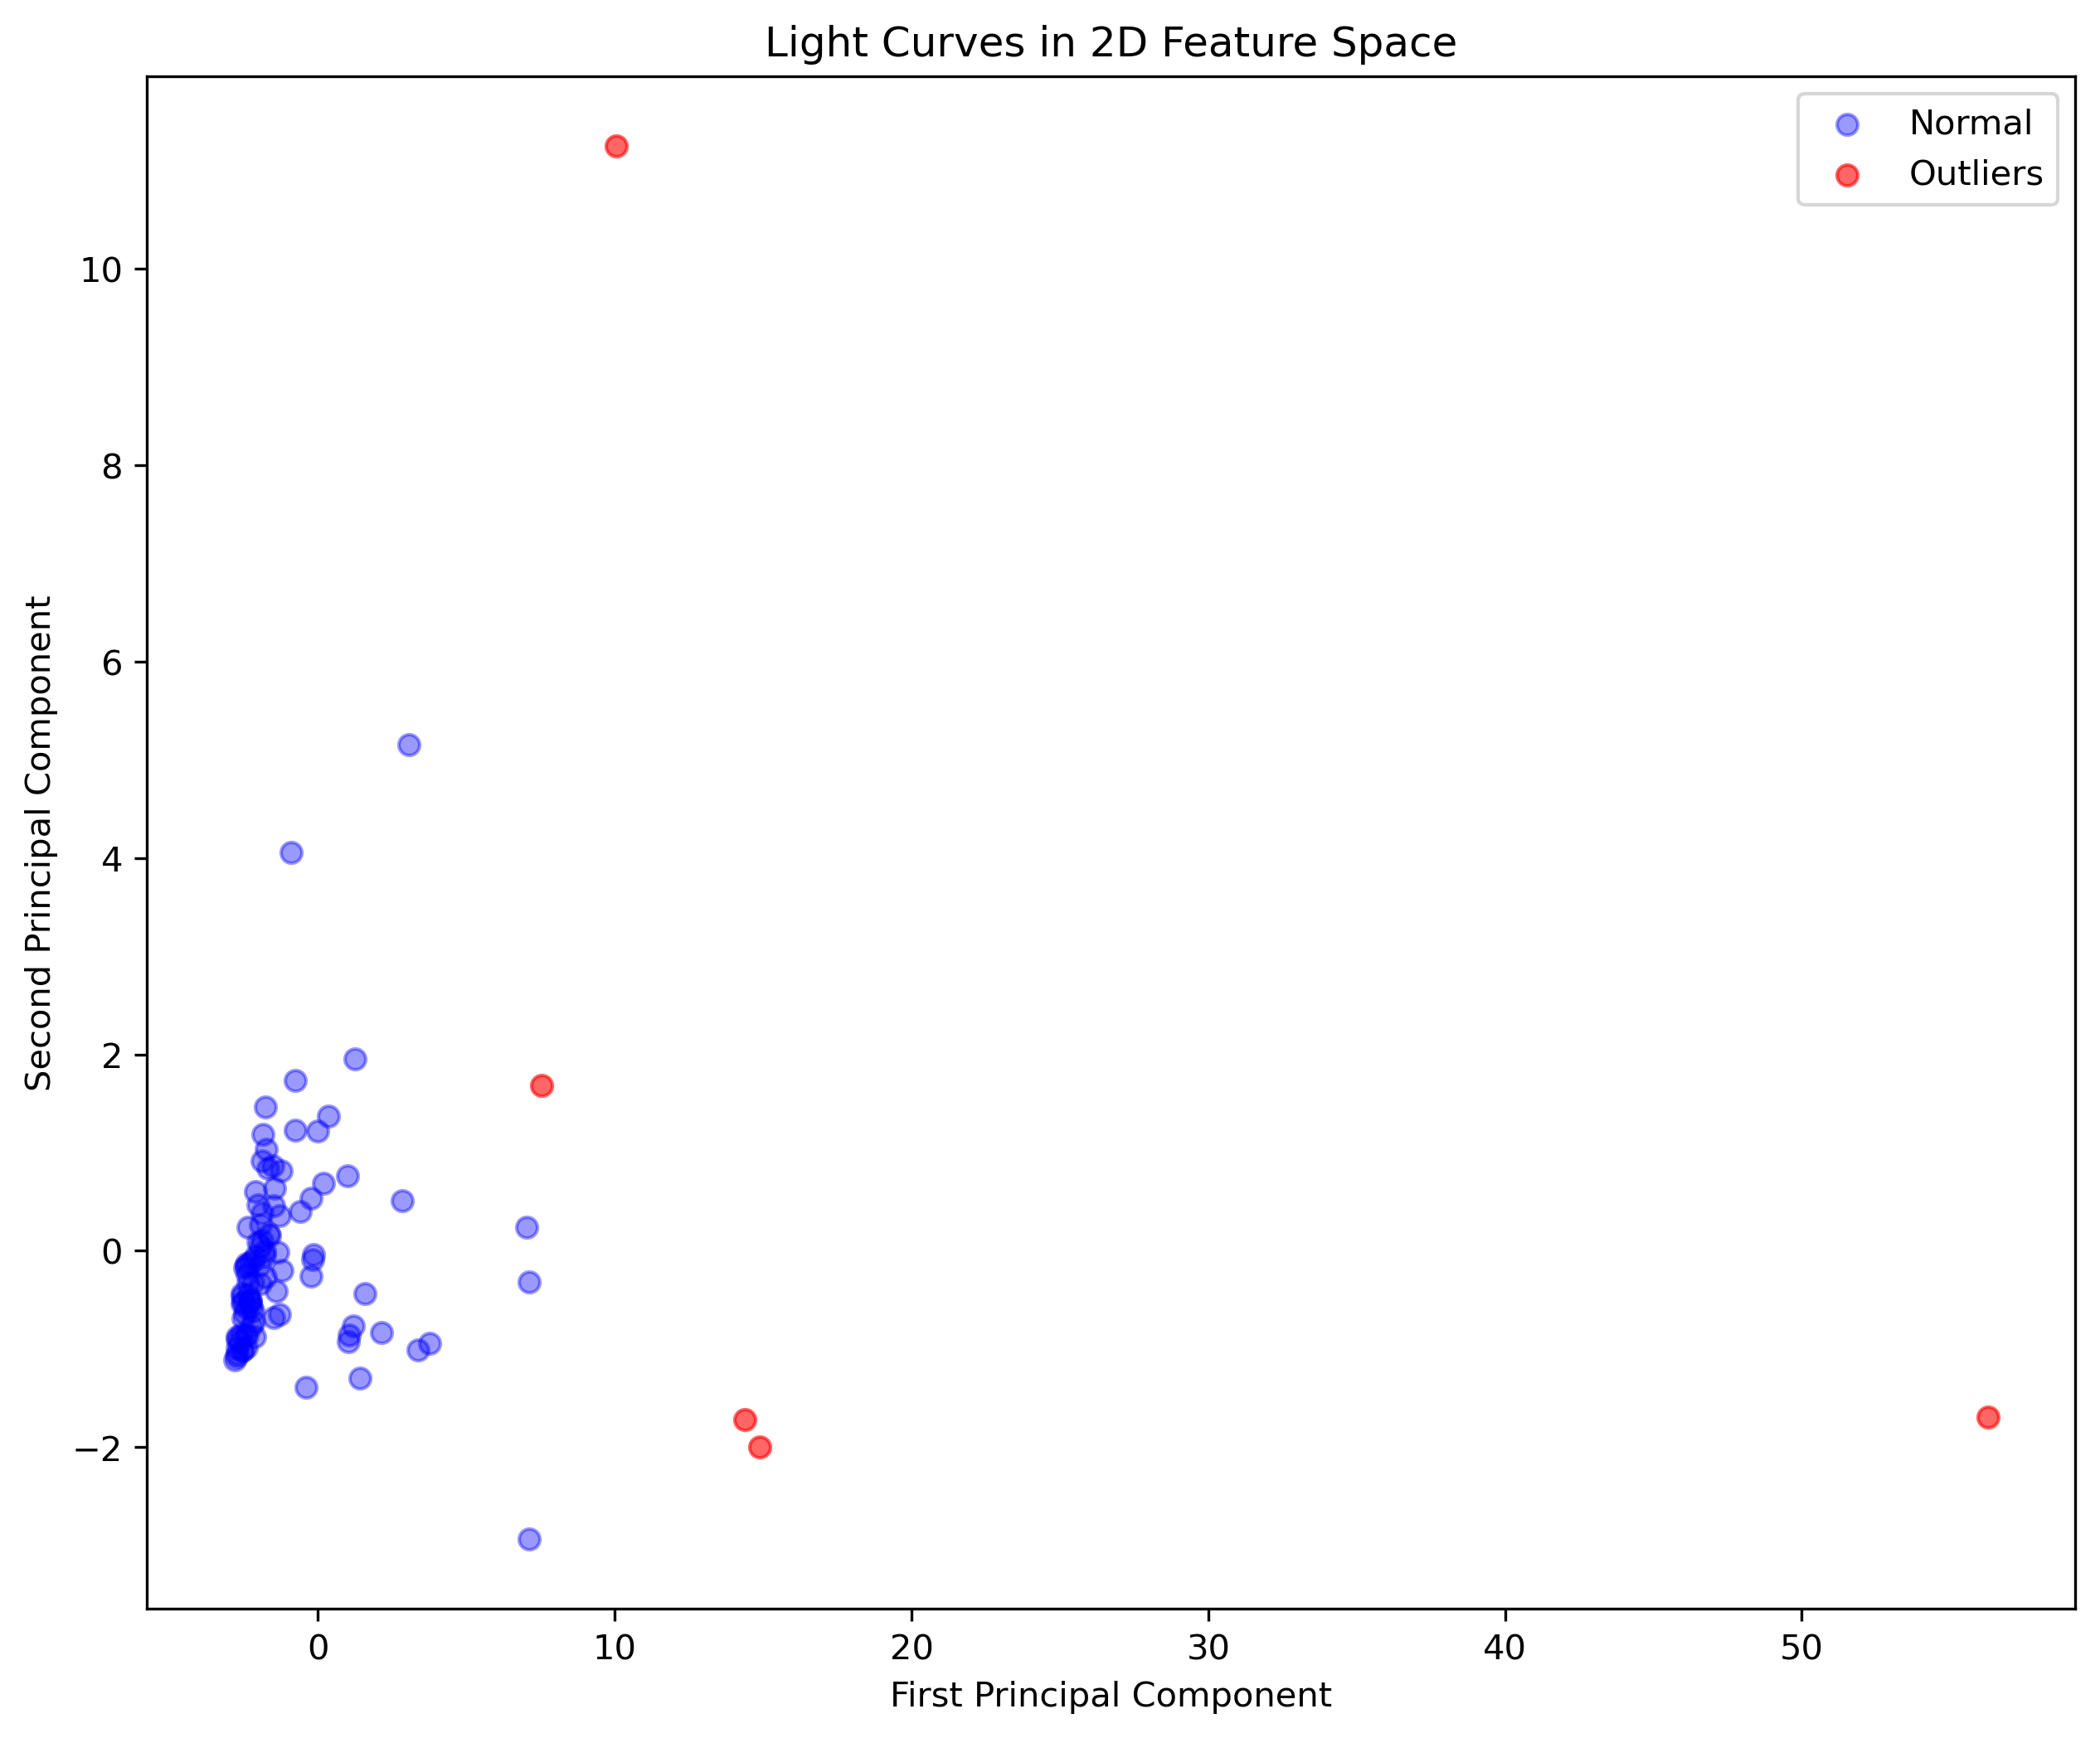 Light Curves in 2D Feature Space
Normal
Outliers
10
8
6
4
2
0
−2
Second Principal Component
0 10 20 30 40 50
First Principal Component